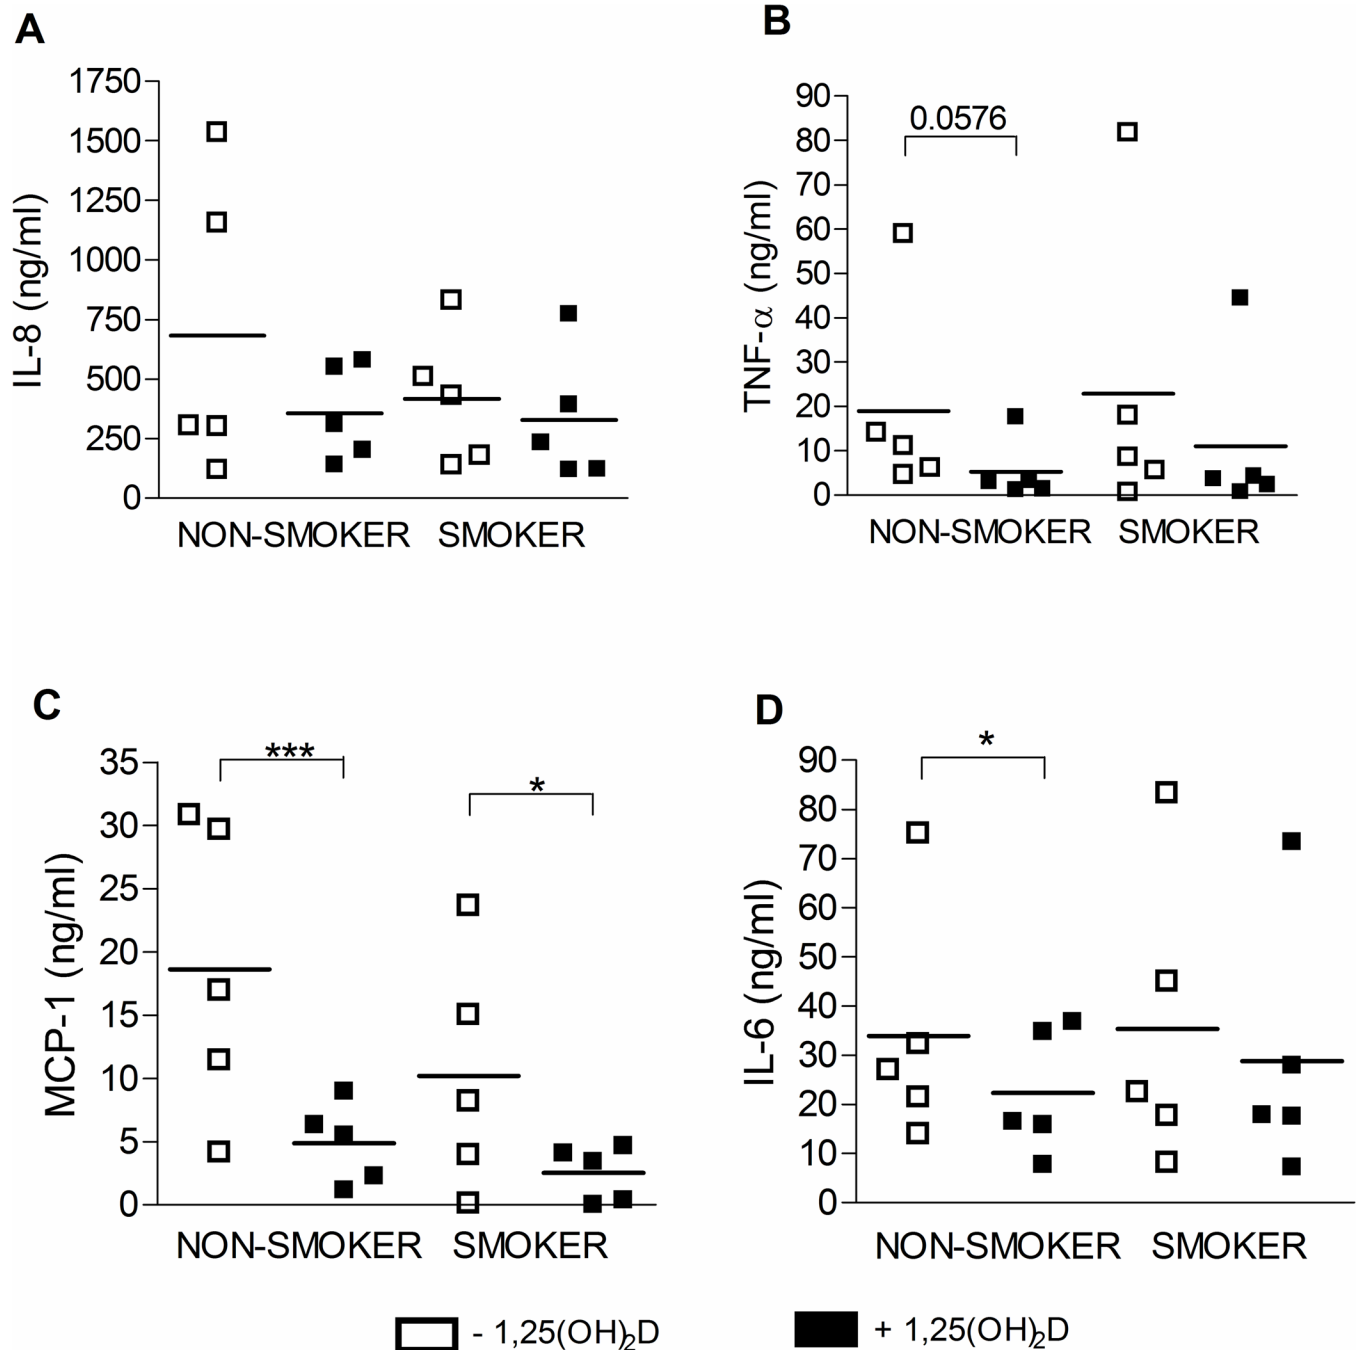 A
IL-8 (ng/ml)
1750
1500
1250
1000
750
500
250
0
NON-SMOKER SMOKER
B
TNF-α (ng/ml)
90
80
70
60
50
40
30
20
10
0
0.0576
NON-SMOKER SMOKER
C
MCP-1 (ng/ml)
35
30
25
20
15
10
5
0
***
*
NON-SMOKER SMOKER
D
IL-6 (ng/ml)
90
80
70
60
50
40
30
20
10
0
*
NON-SMOKER SMOKER
- 1,25(OH)₂D
+ 1,25(OH)₂D